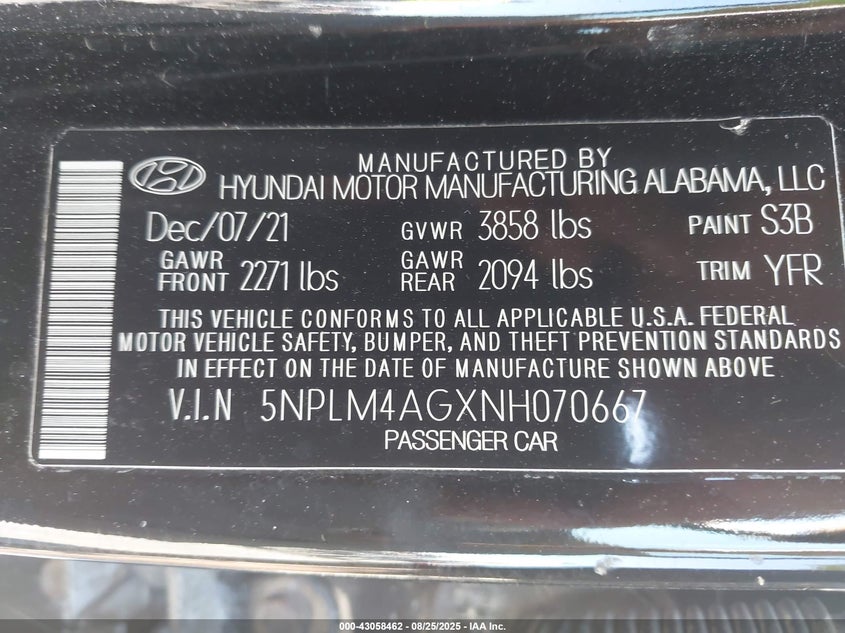 MANUFACTURED BY
HYUNDAI MOTOR MANUFACTURING ALABAMA, LLC
Dec/07/21 GVWR 3858 lbs PAINT S3B
GAWR FRONT 2271 lbs GAWR REAR 2094 lbs TRIM YFR
THIS VEHICLE CONFORMS TO ALL APPLICABLE U.S.A. FEDERAL
MOTOR VEHICLE SAFETY, BUMPER, AND THEFT PREVENTION STANDARDS
IN EFFECT ON THE DATE OF MANUFACTURE SHOWN ABOVE
V.I.N 5NPLM4AGXNH070667
PASSENGER CAR
000-43058462 - 08/25/2025 - IAA Inc.